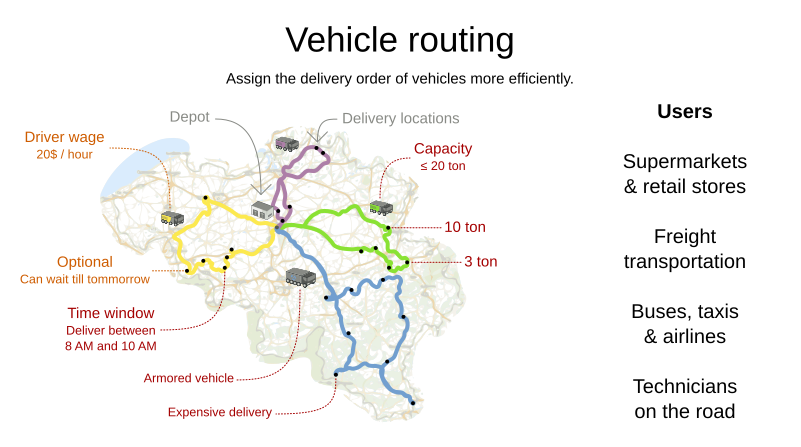 Vehicle routing
Assign the delivery order of vehicles more efficiently.
Depot
Delivery locations
Driver wage
20$ / hour
Capacity
≤ 20 ton
10 ton
3 ton
Optional
Can wait till tommorrow
Time window
Deliver between
8 AM and 10 AM
Armored vehicle
Expensive delivery
Users
Supermarkets
& retail stores
Freight
transportation
Buses, taxis
& airlines
Technicians
on the road